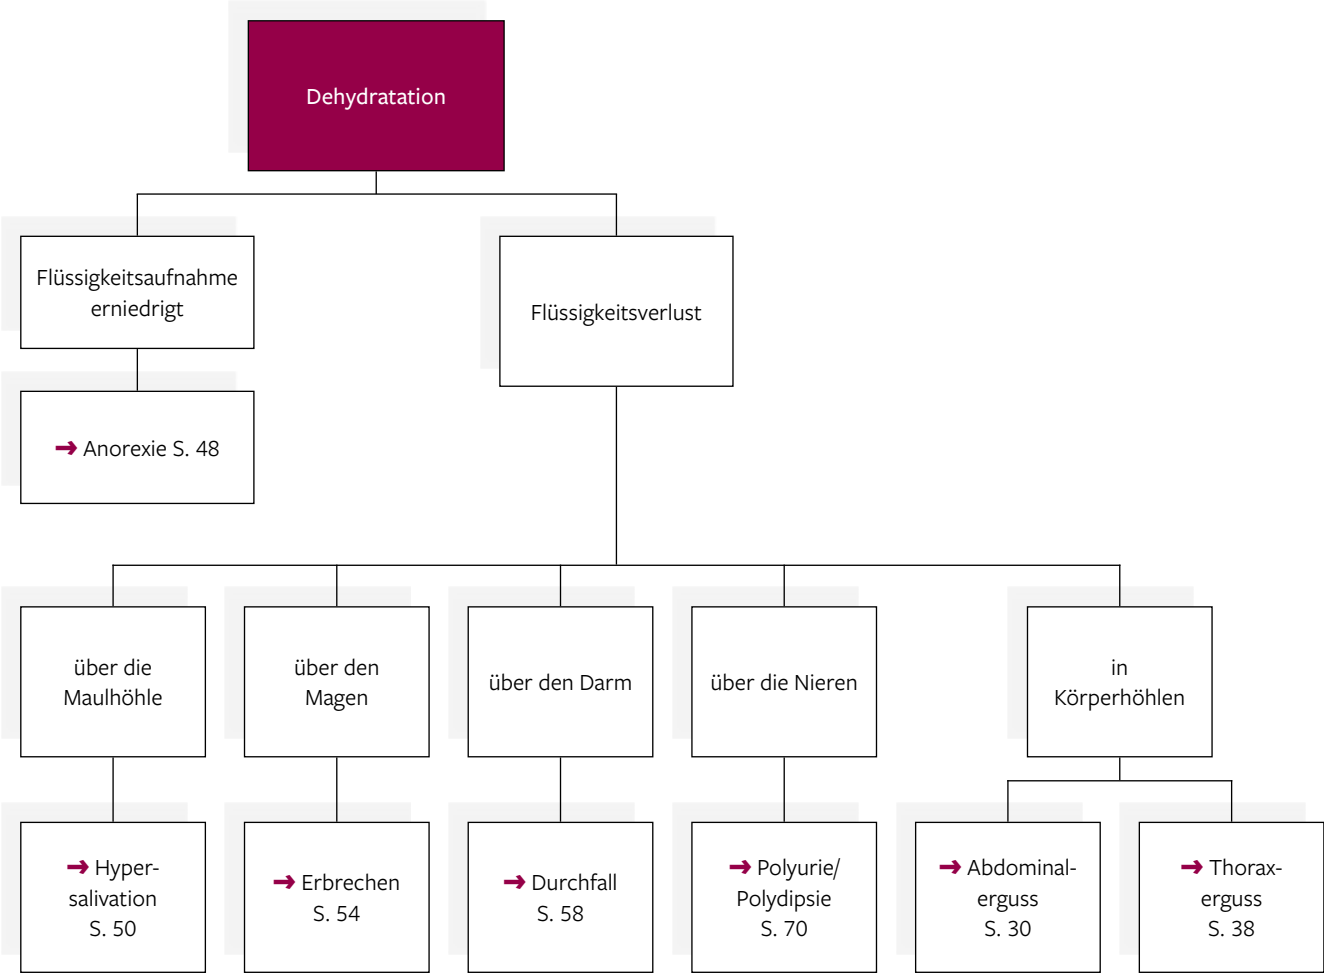 Dehydratation
Flüssigkeitsaufnahme
erniedrigt
Flüssigkeitsverlust
→ Anorexie S. 48
über die
Maulhöhle
über den
Magen
über den Darm
über die Nieren
in
Körperhöhlen
→ Hyper-
salivation
S. 50
→ Erbrechen
S. 54
→ Durchfall
S. 58
→ Polyurie/
Polydipsie
S. 70
→ Abdominal-
erguss
S. 30
→ Thorax-
erguss
S. 38